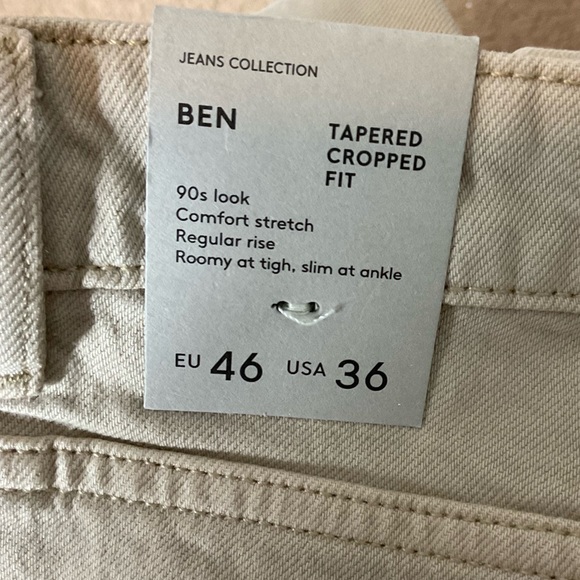 JEANS COLLECTION
BEN
TAPERED
CROPPED
FIT
90s look
Comfort stretch
Regular rise
Roomy at tigh, slim at ankle
EU 46 USA 36